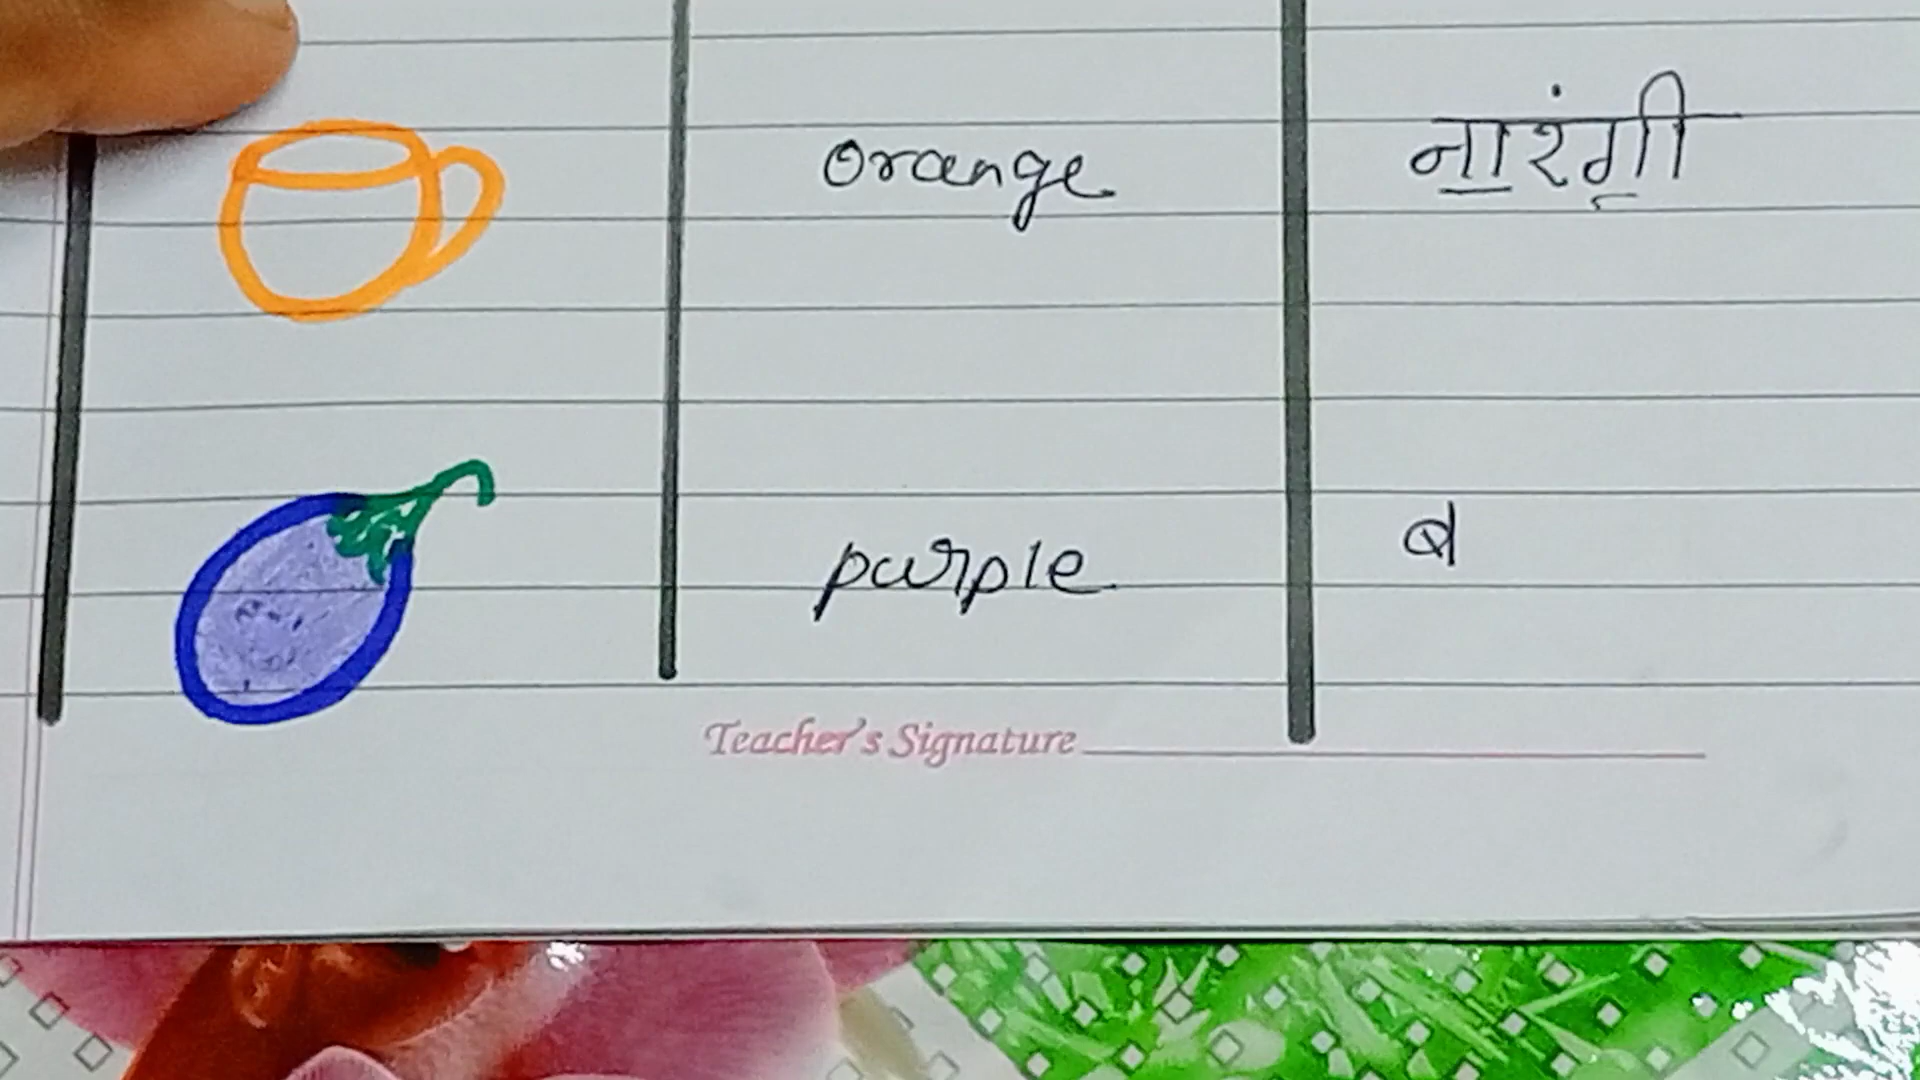 orange नारंगी
purple ब
Teacher's Signature